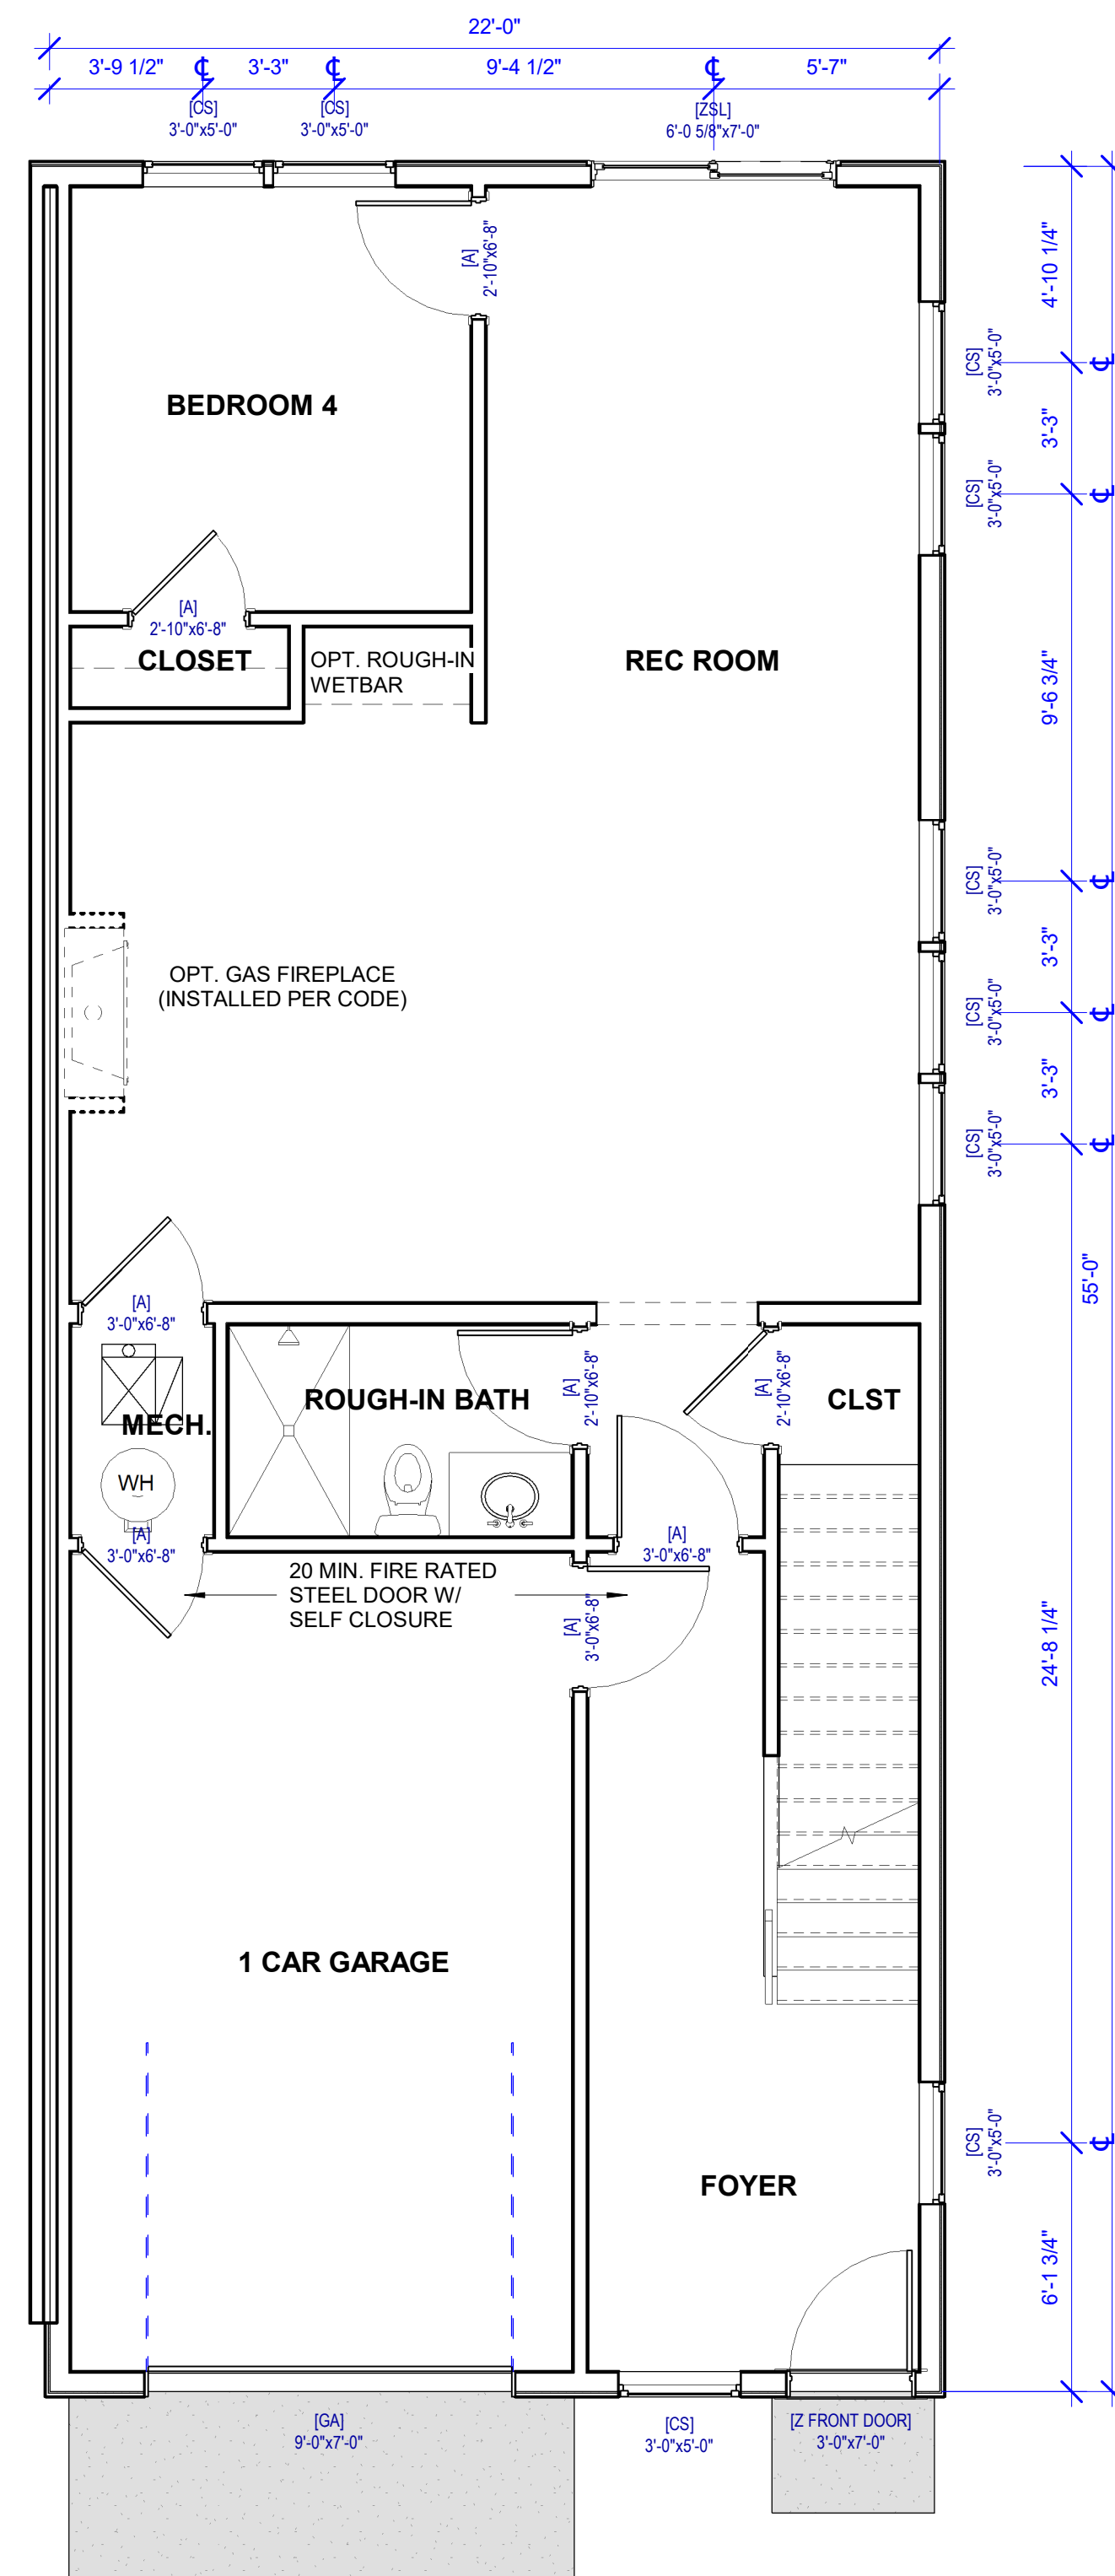 22'-0"
3'-9 1/2"
3'-3"
9'-4 1/2"
5'-7"
[CS]
3'-0"x5'-0"
[CS]
3'-0"x5'-0"
[ZSL]
6'-0 5/8"x7'-0"
[A]
2'-10"x6'-8"
4'-10 1/4"
[CS]
3'-0"x5'-0"
BEDROOM 4
3'-3"
[CS]
3'-0"x5'-0"
[A]
2'-10"x6'-8"
CLOSET
OPT. ROUGH-IN
WETBAR
REC ROOM
9'-6 3/4"
[CS]
3'-0"x5'-0"
3'-3"
OPT. GAS FIREPLACE
(INSTALLED PER CODE)
[CS]
3'-0"x5'-0"
3'-3"
[CS]
3'-0"x5'-0"
55'-0"
[A]
3'-0"x6'-8"
ROUGH-IN BATH
[A]
2'-10"x6'-8"
[A]
2'-10"x6'-8"
CLST
MECH.
WH
[A]
3'-0"x6'-8"
[A]
3'-0"x6'-8"
20 MIN. FIRE RATED
STEEL DOOR W/
SELF CLOSURE
[A]
3'-0"x6'-8"
24'-8 1/4"
1 CAR GARAGE
[CS]
3'-0"x5'-0"
FOYER
6'-1 3/4"
[GA]
9'-0"x7'-0"
[CS]
3'-0"x5'-0"
[Z FRONT DOOR]
3'-0"x7'-0"